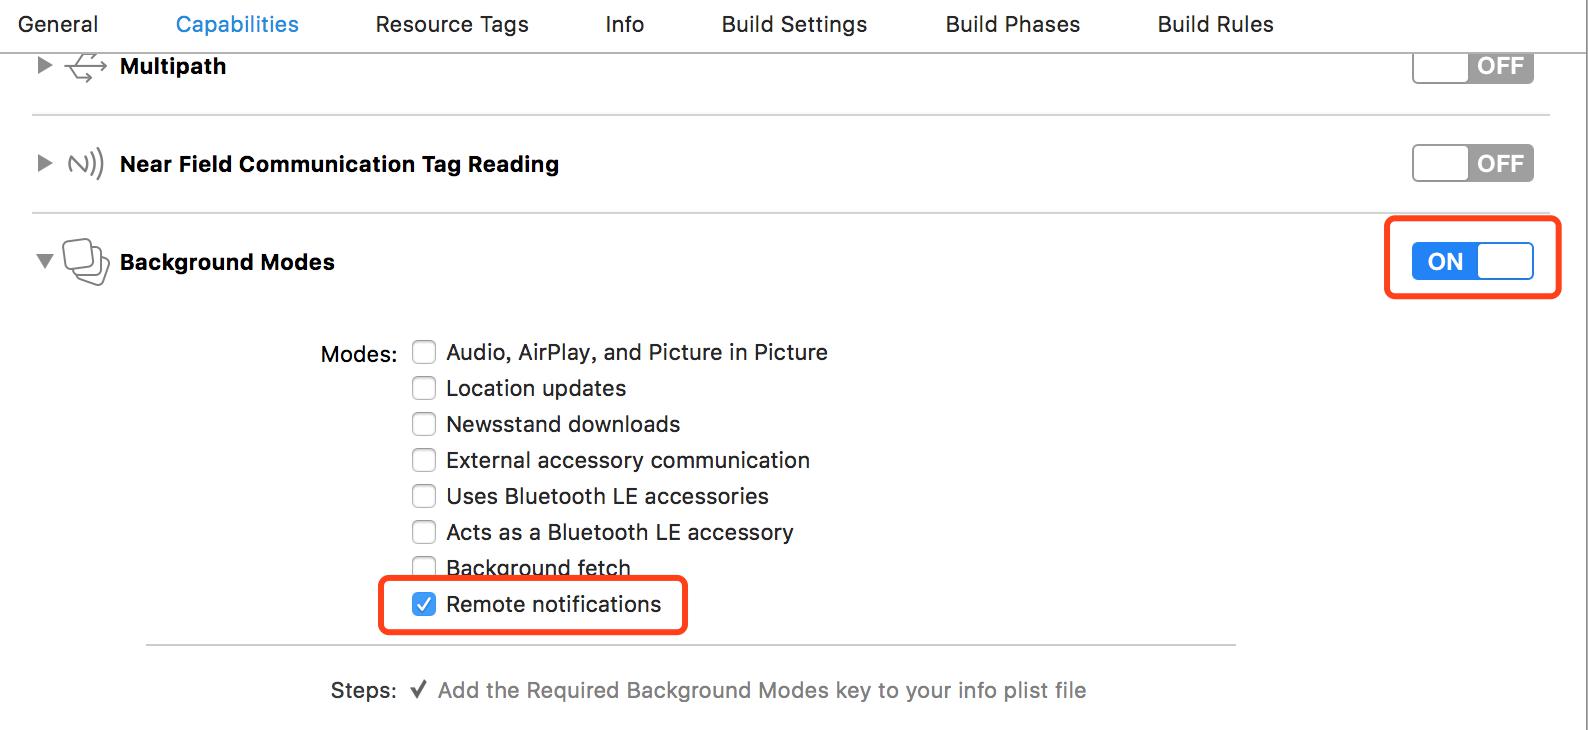 General Capabilities Resource Tags Info Build Settings Build Phases Build Rules
Multipath OFF
Near Field Communication Tag Reading OFF
Background Modes ON
Modes: Audio, AirPlay, and Picture in Picture
Location updates
Newsstand downloads
External accessory communication
Uses Bluetooth LE accessories
Acts as a Bluetooth LE accessory
Background fetch
Remote notifications
Steps: ✓ Add the Required Background Modes key to your info plist file